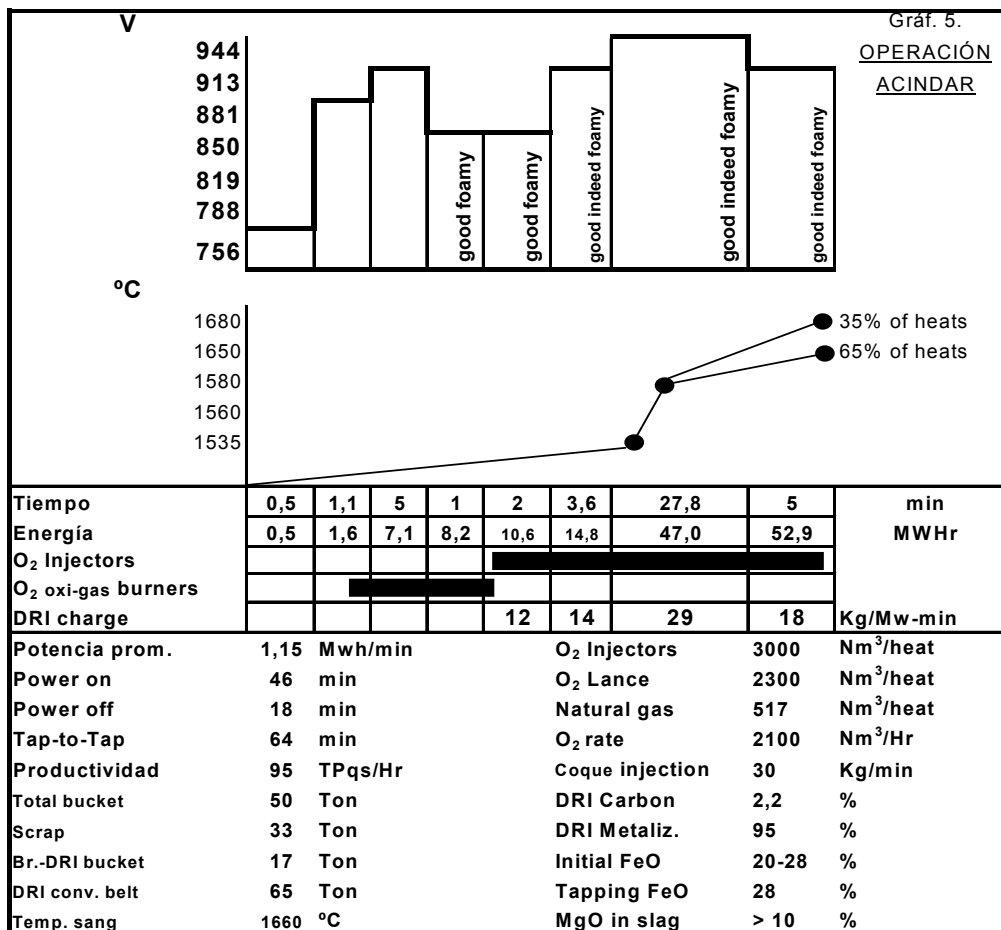 V
Gráf. 5.
OPERACIÓN
ACINDAR
944
913
881
850
819
788
756
good foamy
good foamy
good indeed foamy
good indeed foamy
good indeed foamy
ºC
1680
1650
1580
1560
1535
35% of heats
65% of heats
Tiempo 0,5 1,1 5 1 2 3,6 27,8 5 min
Energía 0,5 1,6 7,1 8,2 10,6 14,8 47,0 52,9 MWHr
O₂ Injectors
O₂ oxi-gas burners
DRI charge 12 14 29 18 Kg/Mw-min
Potencia prom. 1,15 Mwh/min O₂ Injectors 3000 Nm³/heat
Power on 46 min O₂ Lance 2300 Nm³/heat
Power off 18 min Natural gas 517 Nm³/heat
Tap-to-Tap 64 min O₂ rate 2100 Nm³/Hr
Productividad 95 TPqs/Hr Coque injection 30 Kg/min
Total bucket 50 Ton DRI Carbon 2,2 %
Scrap 33 Ton DRI Metaliz. 95 %
Br.-DRI bucket 17 Ton Initial FeO 20-28 %
DRI conv. belt 65 Ton Tapping FeO 28 %
Temp. sang 1660 ºC MgO in slag > 10 %